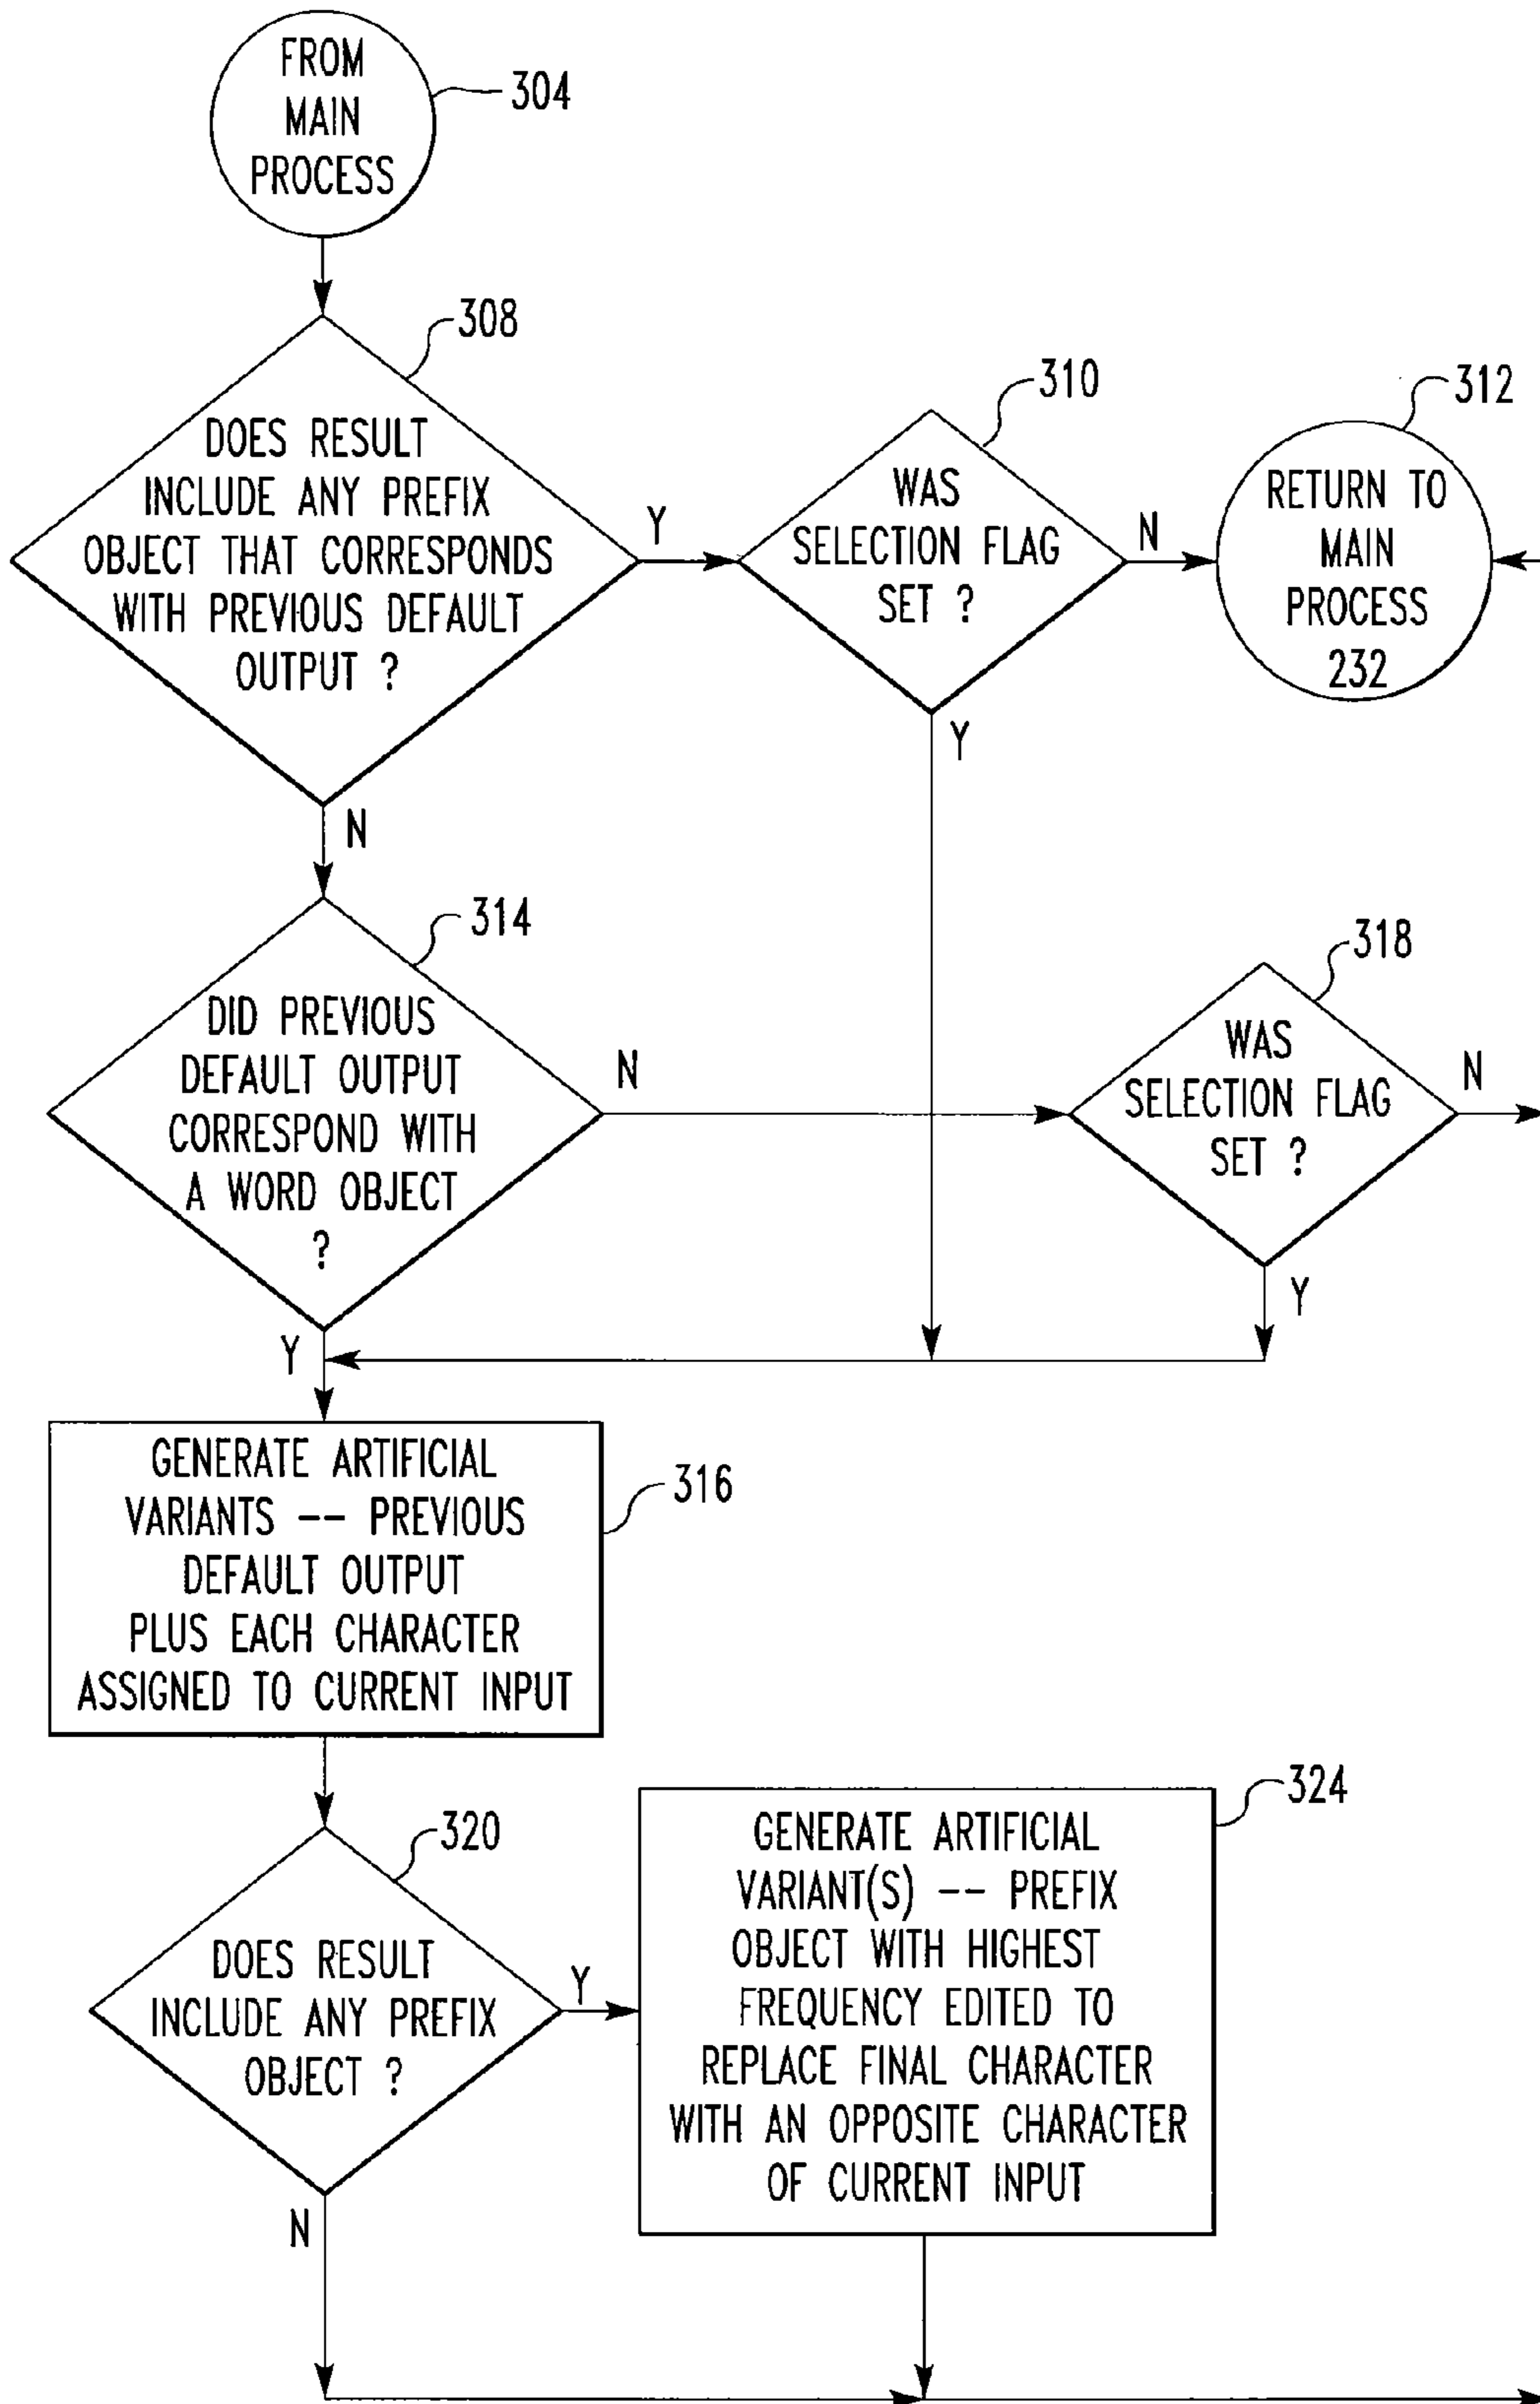 FROM
MAIN
PROCESS
304
308
DOES RESULT
INCLUDE ANY PREFIX
OBJECT THAT CORRESPONDS
WITH PREVIOUS DEFAULT
OUTPUT ?
Y
N
310
WAS
SELECTION FLAG
SET ?
N
Y
312
RETURN TO
MAIN
PROCESS
232
314
DID PREVIOUS
DEFAULT OUTPUT
CORRESPOND WITH
A WORD OBJECT
?
N
Y
318
WAS
SELECTION FLAG
SET ?
N
Y
GENERATE ARTIFICIAL
VARIANTS -- PREVIOUS
DEFAULT OUTPUT
PLUS EACH CHARACTER
ASSIGNED TO CURRENT INPUT
316
320
DOES RESULT
INCLUDE ANY PREFIX
OBJECT ?
Y
N
324
GENERATE ARTIFICIAL
VARIANT(S) -- PREFIX
OBJECT WITH HIGHEST
FREQUENCY EDITED TO
REPLACE FINAL CHARACTER
WITH AN OPPOSITE CHARACTER
OF CURRENT INPUT